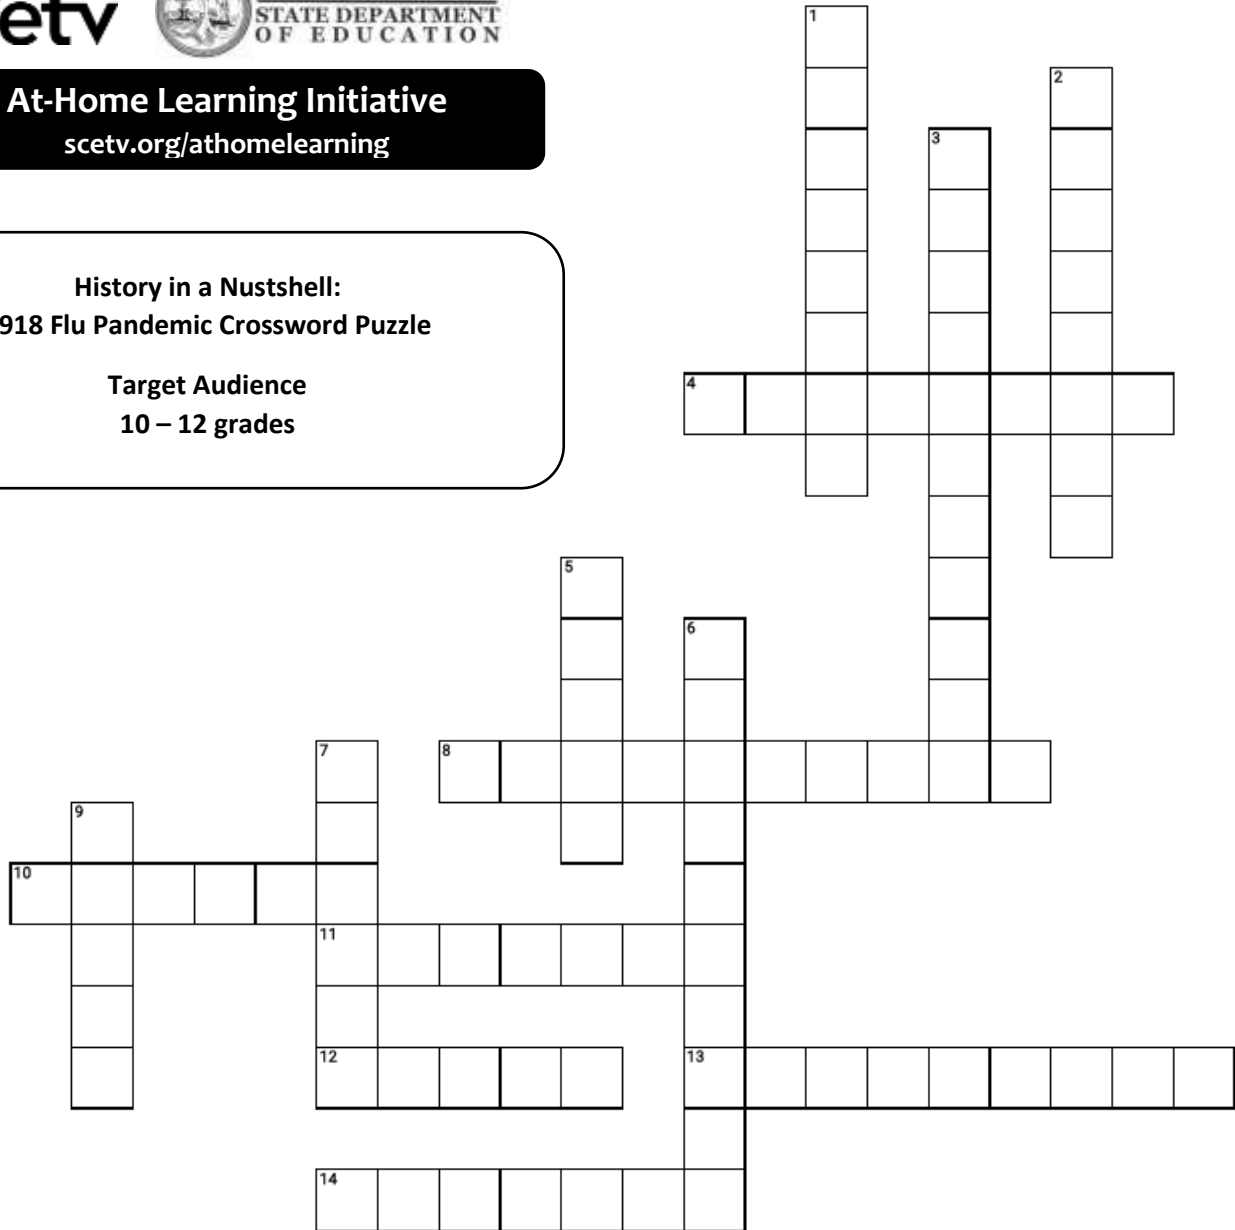 etv
STATE DEPARTMENT
OF EDUCATION
At-Home Learning Initiative
scetv.org/athomelearning
History in a Nustshell:
918 Flu Pandemic Crossword Puzzle
Target Audience
10 – 12 grades
1
2
3
4
5
6
7
8
9
10
11
12
13
14